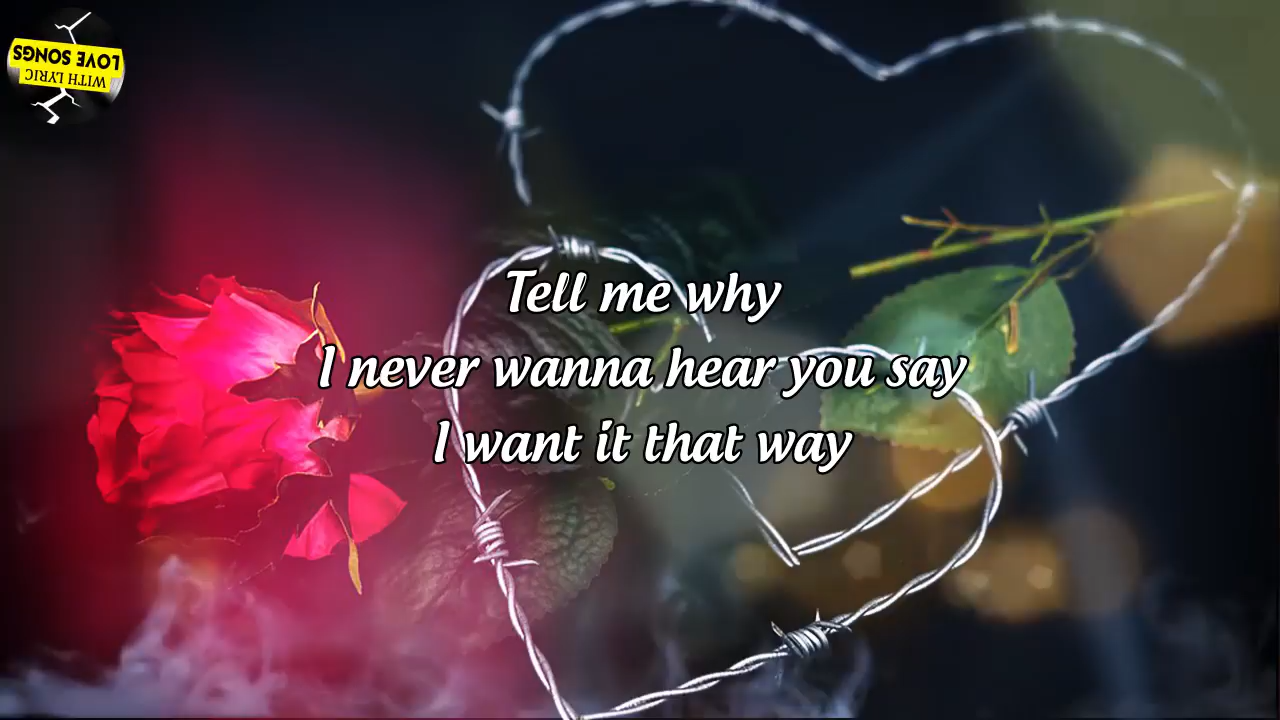 LOVE SONGS
WITH LYRIC
Tell me why
I never wanna hear you say
I want it that way